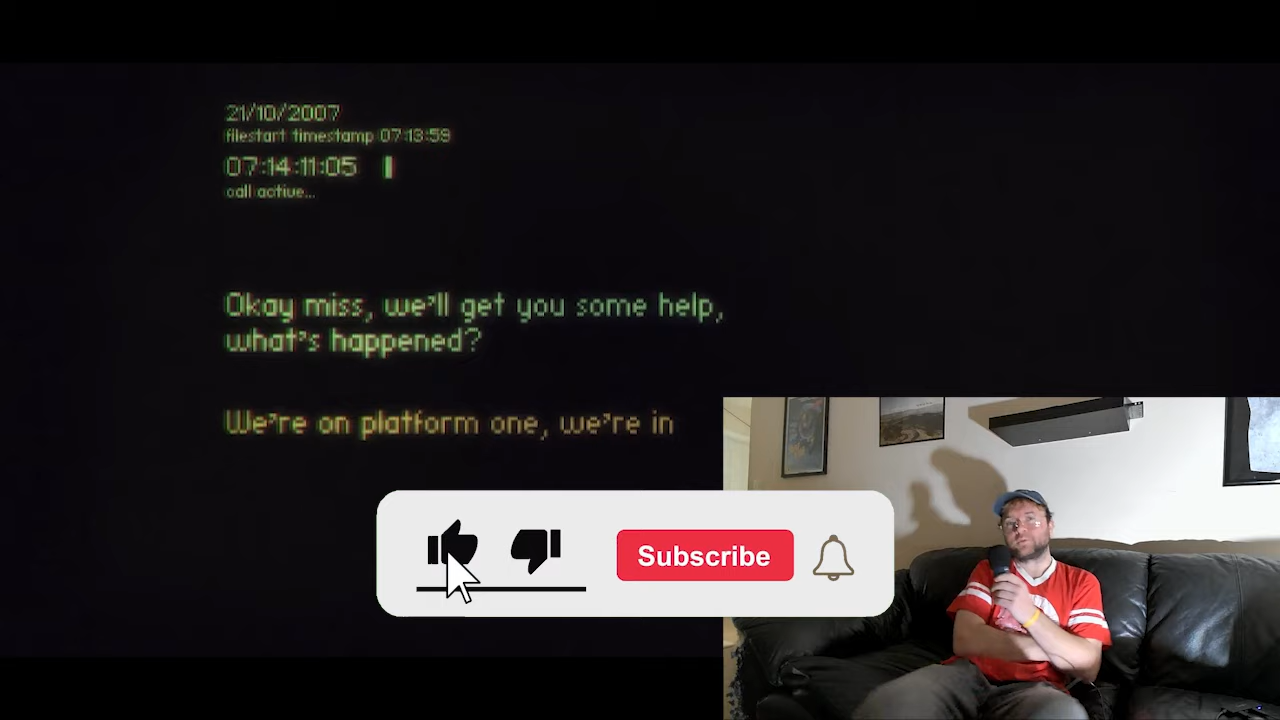 21/10/2007
filestart timestamp 07:13:59
07:14:11:05
call active...
Okay miss, we'll get you some help,
what's happened?
We're on platform one, we're in
Subscribe